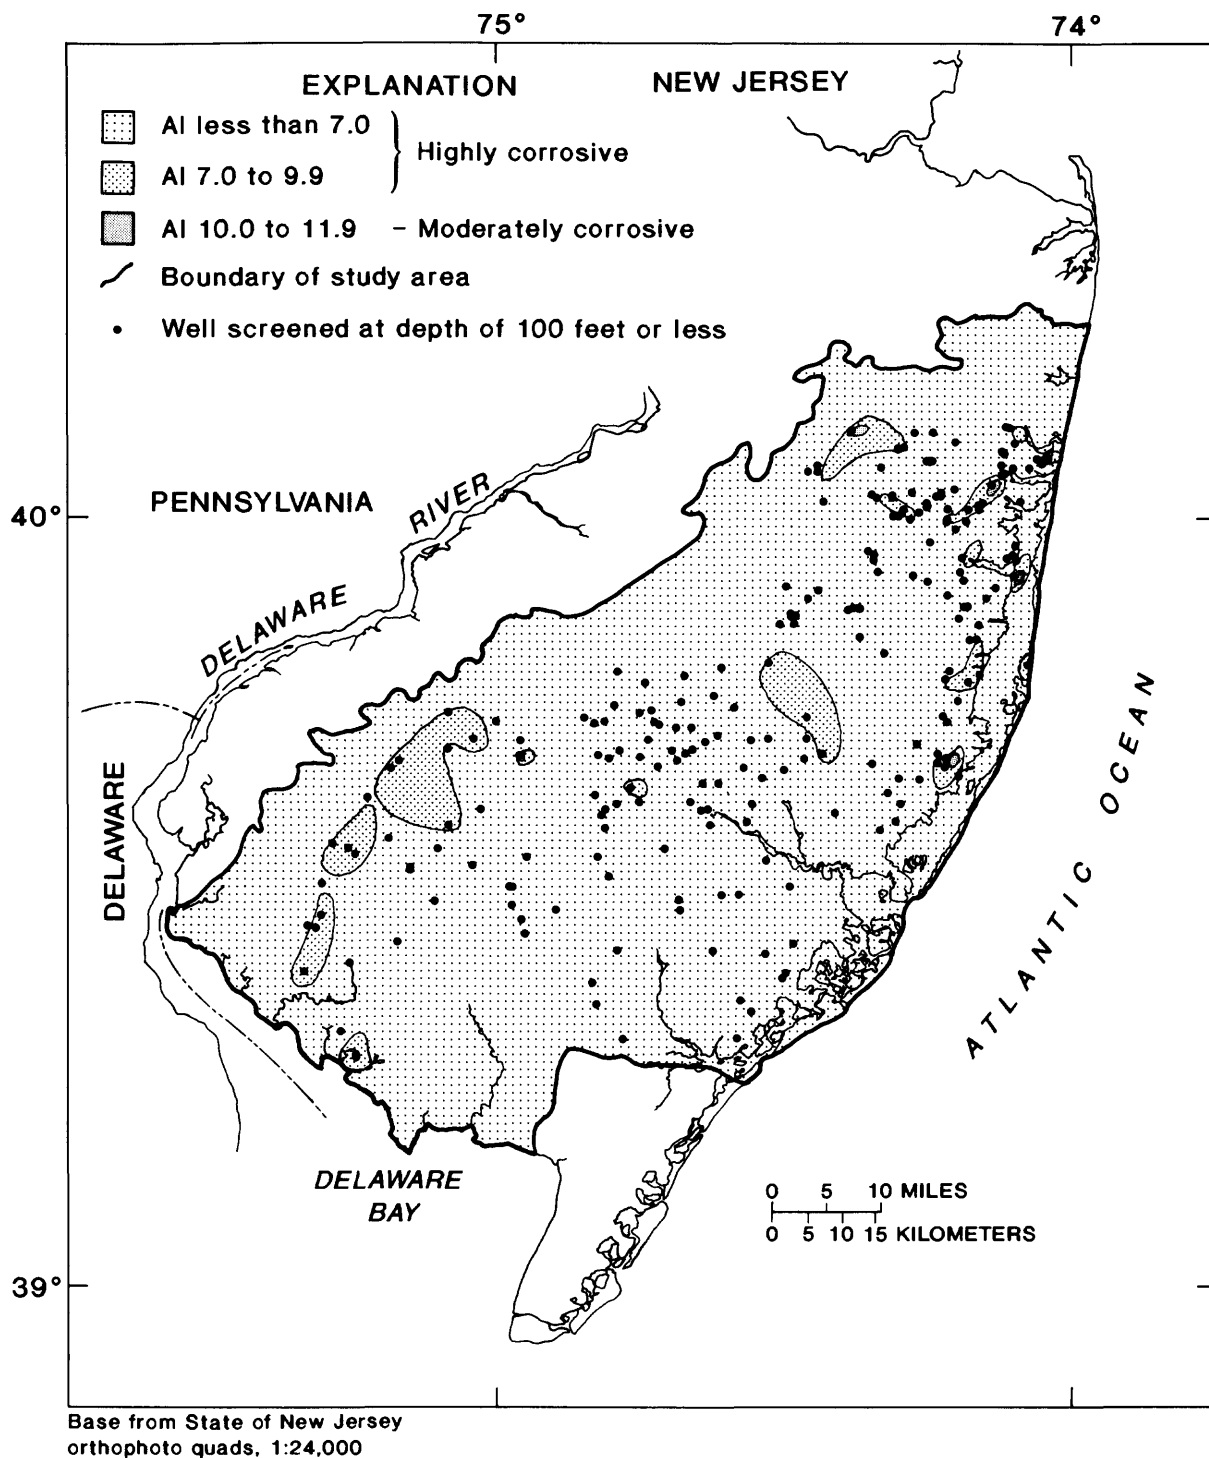 75°
74°
EXPLANATION
NEW JERSEY
AI less than 7.0
Highly corrosive
AI 7.0 to 9.9
AI 10.0 to 11.9 – Moderately corrosive
Boundary of study area
Well screened at depth of 100 feet or less
PENNSYLVANIA
40°
DELAWARE RIVER
DELAWARE
ATLANTIC OCEAN
DELAWARE
BAY
0 5 10 MILES
0 5 10 15 KILOMETERS
39°
Base from State of New Jersey
orthophoto quads, 1:24,000